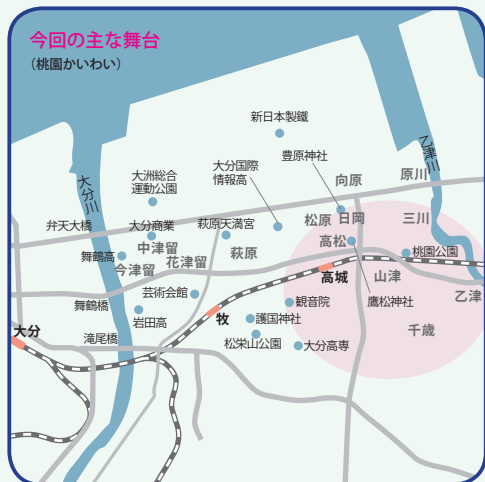 今回の主な舞台
（桃園かいわい）
新日本製鐵
乙津川
豊原神社
大分国際
情報高
大洲総合
運動公園
大分川
向原
原川
弁天大橋
大分商業
萩原天満宮
松原
日岡
三川
中津留
高松
舞鶴高
今津留
花津留
萩原
桃園公園
高城
山津
芸術会館
観音院
鷹松神社
乙津
舞鶴橋
岩田高
牧
護国神社
大分
千歳
滝尾橋
松栄山公園
大分高専